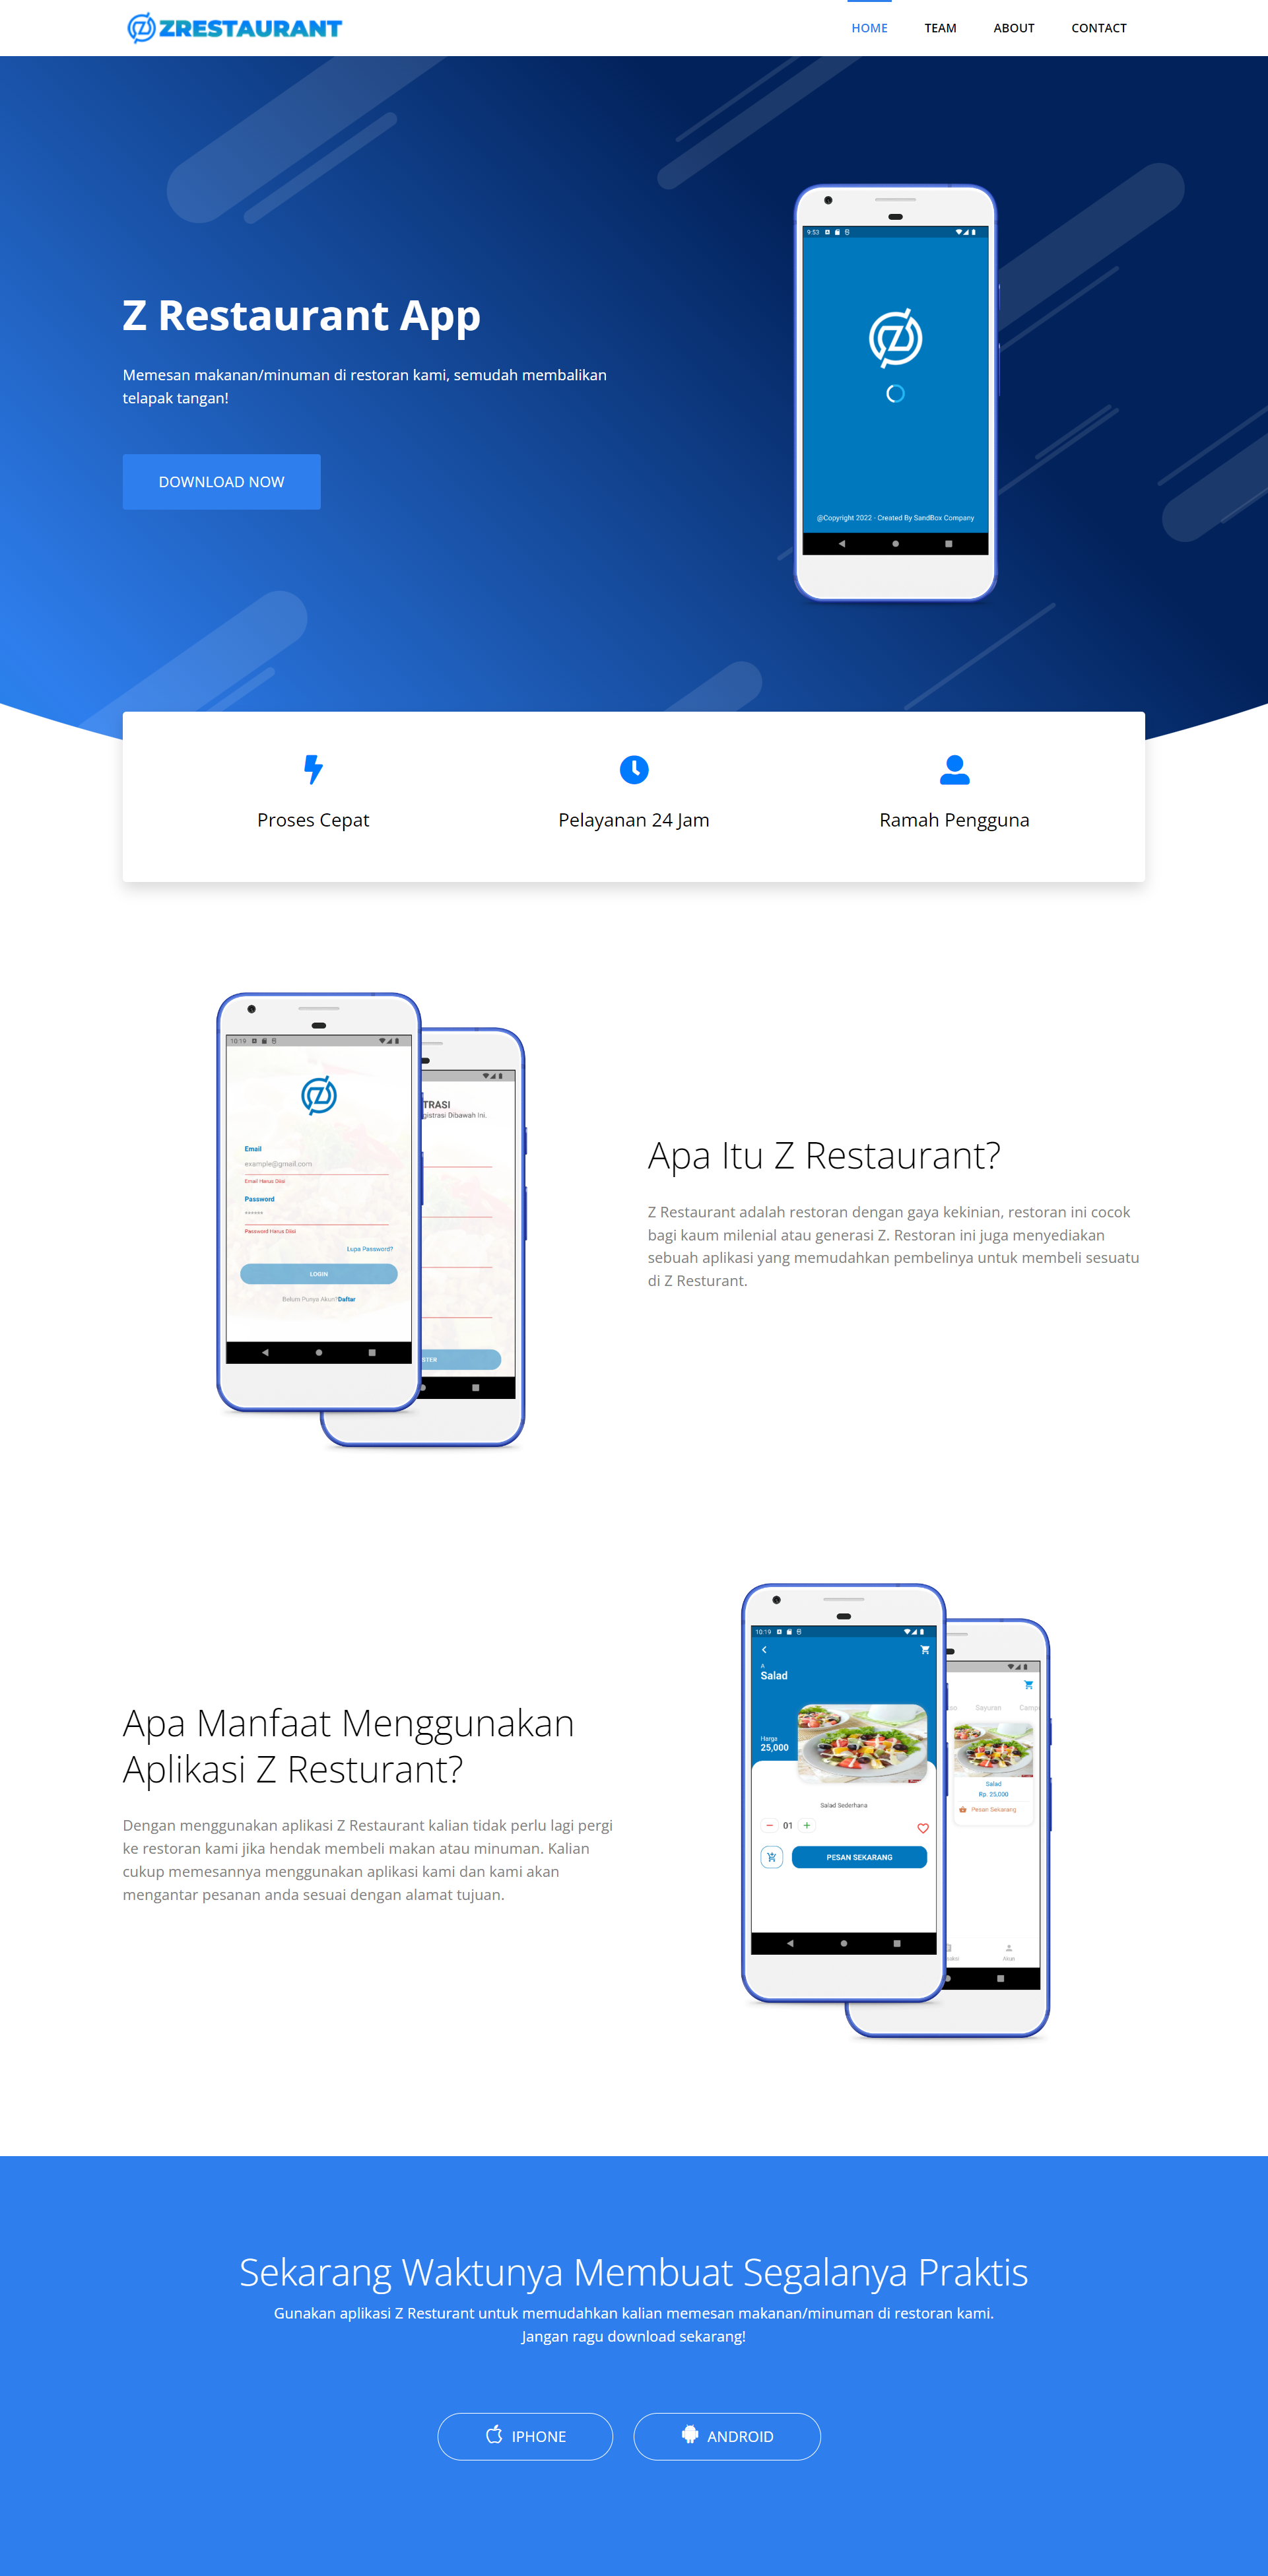 ZRESTAURANT
HOME TEAM ABOUT CONTACT
Z Restaurant App
Memesan makanan/minuman di restoran kami, semudah membalikan
telapak tangan!
DOWNLOAD NOW
9:53
@Copyright 2022 - Created By SandBox Company
Proses Cepat
Pelayanan 24 Jam
Ramah Pengguna
10:19
Email
example@gmail.com
Email Harus Diisi
Password
******
Password Harus Diisi
Lupa Password?
LOGIN
Belum Punya Akun?Daftar
TRASI
gistrasi Dibawah Ini.
STER
Apa Itu Z Restaurant?
Z Restaurant adalah restoran dengan gaya kekinian, restoran ini cocok
bagi kaum milenial atau generasi Z. Restoran ini juga menyediakan
sebuah aplikasi yang memudahkan pembelinya untuk membeli sesuatu
di Z Resturant.
Apa Manfaat Menggunakan
Aplikasi Z Resturant?
Dengan menggunakan aplikasi Z Restaurant kalian tidak perlu lagi pergi
ke restoran kami jika hendak membeli makan atau minuman. Kalian
cukup memesannya menggunakan aplikasi kami dan kami akan
mengantar pesanan anda sesuai dengan alamat tujuan.
10:19
A
Salad
Harga
25,000
Salad Sederhana
01
PESAN SEKARANG
Sayuran Camp
Salad
Rp. 25,000
Pesan Sekarang
Akun
Sekarang Waktunya Membuat Segalanya Praktis
Gunakan aplikasi Z Resturant untuk memudahkan kalian memesan makanan/minuman di restoran kami.
Jangan ragu download sekarang!
IPHONE
ANDROID